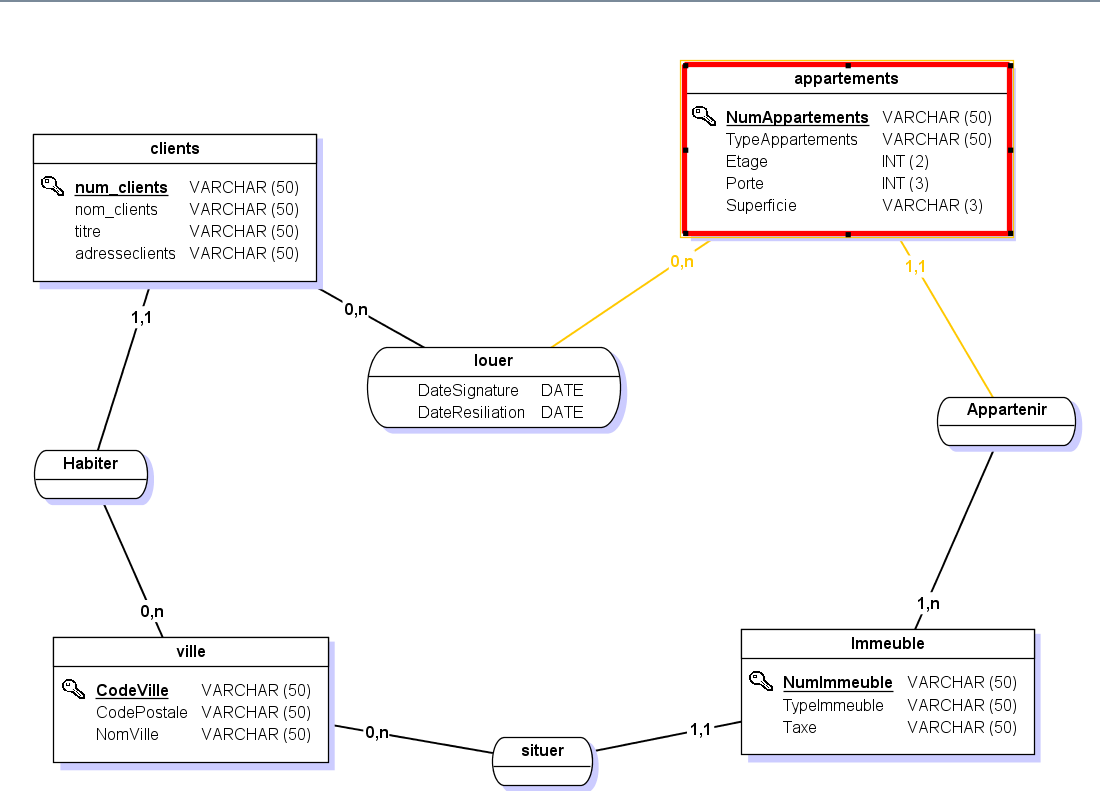 appartements
NumAppartements VARCHAR (50)
TypeAppartements VARCHAR (50)
Etage INT (2)
Porte INT (3)
Superficie VARCHAR (3)
clients
num_clients VARCHAR (50)
nom_clients VARCHAR (50)
titre VARCHAR (50)
adresseclients VARCHAR (50)
0,n
1,1
0,n
1,1
louer
DateSignature DATE
DateResiliation DATE
Appartenir
Habiter
0,n
1,n
ville
CodeVille VARCHAR (50)
CodePostale VARCHAR (50)
NomVille VARCHAR (50)
Immeuble
NumImmeuble VARCHAR (50)
TypeImmeuble VARCHAR (50)
Taxe VARCHAR (50)
0,n
1,1
situer